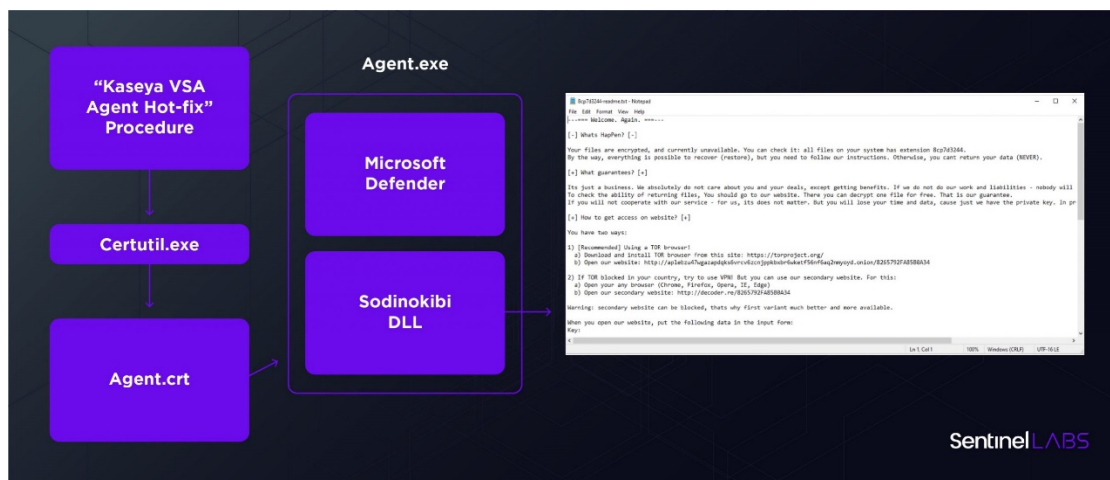 “Kaseya VSA
Agent Hot-fix”
Procedure
Certutil.exe
Agent.crt
Agent.exe
Microsoft
Defender
Sodinokibi
DLL
8cp7d3244-readme.txt - Notepad
File Edit Format View Help
---=== Welcome. Again. ===---
[-] Whats HapPen? [-]
Your files are encrypted, and currently unavailable. You can check it: all files on your system has extension 8cp7d3244.
By the way, everything is possible to recover (restore), but you need to follow our instructions. Otherwise, you cant return your data (NEVER).
[+] What guarantees? [+]
Its just a business. We absolutely do not care about you and your deals, except getting benefits. If we do not do our work and liabilities - nobody will
To check the ability of returning files, You should go to our website. There you can decrypt one file for free. That is our guarantee.
If you will not cooperate with our service - for us, its does not matter. But you will lose your time and data, cause just we have the private key. In pr
[+] How to get access on website? [+]
You have two ways:
1) [Recommended] Using a TOR browser!
a) Download and install TOR browser from this site: https://torproject.org/
b) Open our website:
2) If TOR blocked in your country, try to use VPN! But you can use our secondary website. For this:
a) Open your any browser (Chrome, Firefox, Opera, IE, Edge)
b) Open our secondary website: http://decoder.re/8265792FA85B8A34
Warning: secondary website can be blocked, thats why first variant much better and more available.
When you open our website, put the following data in the input form:
Key:
Ln 1, Col 1 100% Windows (CRLF) UTF-16 LE
SentinelLABS